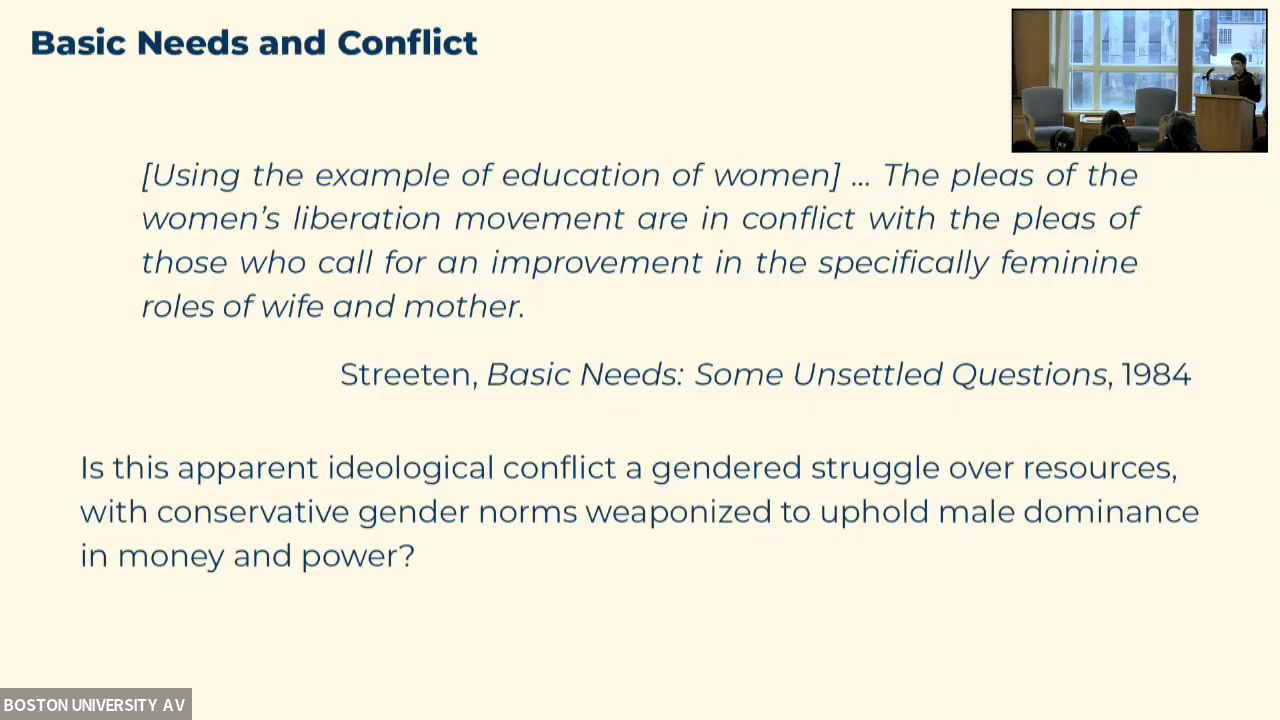 Basic Needs and Conflict
[Using the example of education of women] ... The pleas of the
women’s liberation movement are in conflict with the pleas of
those who call for an improvement in the specifically feminine
roles of wife and mother.
Streeten, Basic Needs: Some Unsettled Questions, 1984
Is this apparent ideological conflict a gendered struggle over resources,
with conservative gender norms weaponized to uphold male dominance
in money and power?
BOSTON UNIVERSITY AV